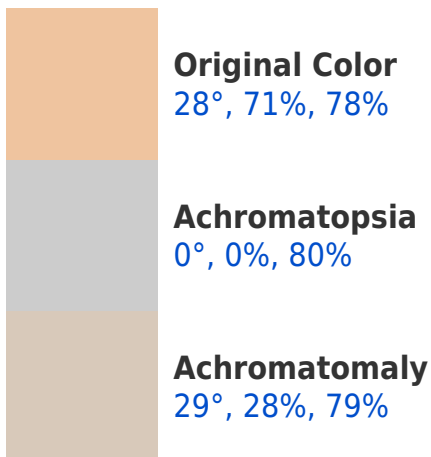 Original Color
28°, 71%, 78%
Achromatopsia
0°, 0%, 80%
Achromatomaly
29°, 28%, 79%